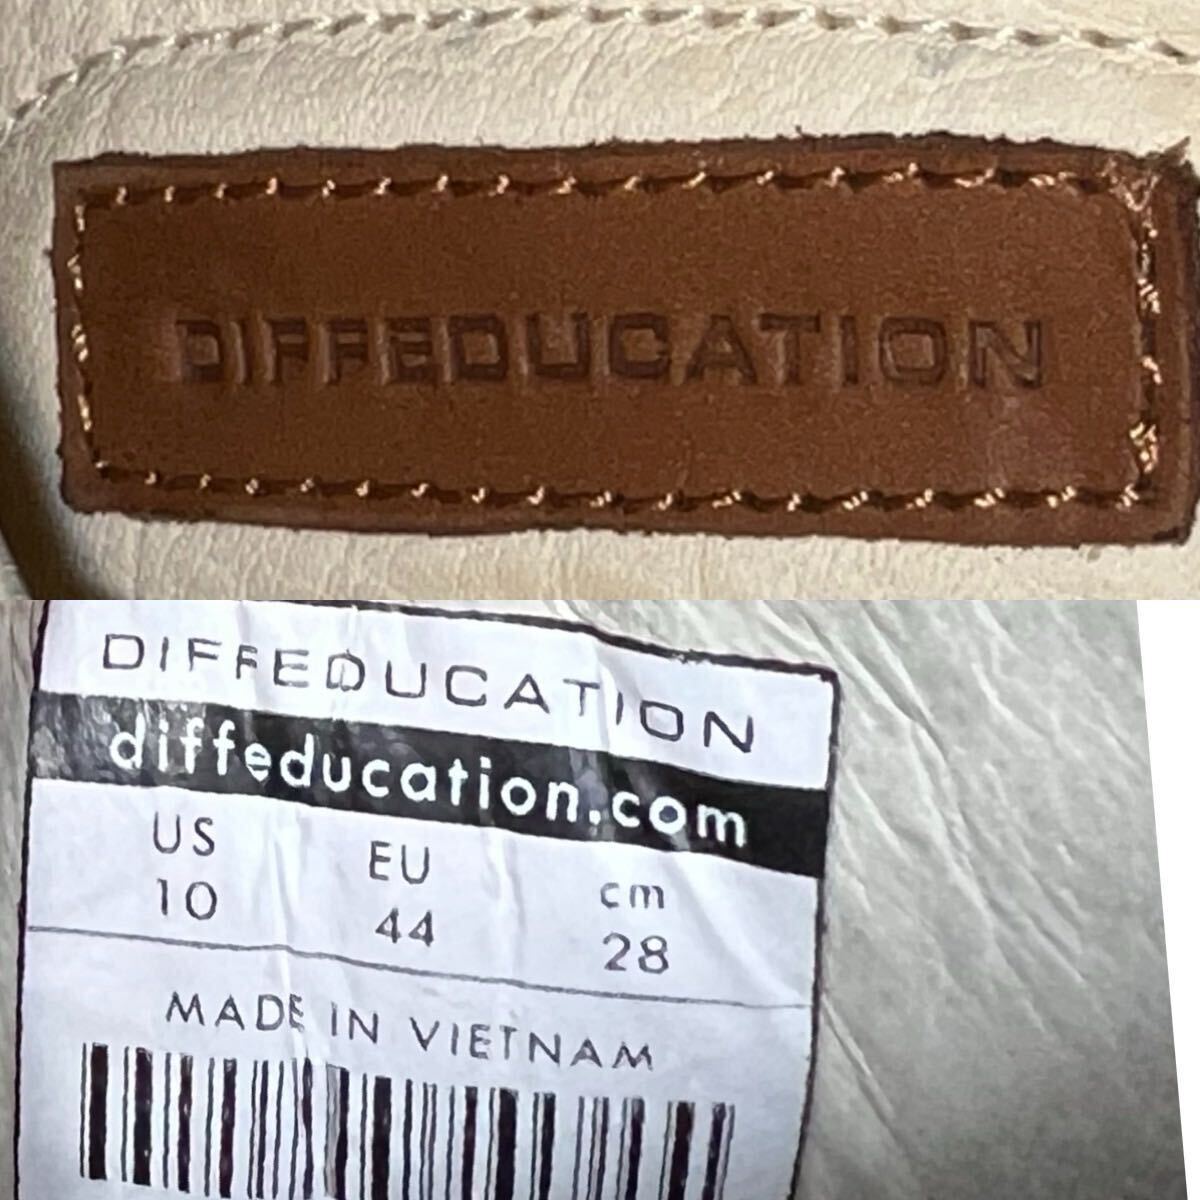 DIFFEDUCATION
DIFFEDUCATION
diffeducation.com
US EU cm
10 44 28
MADE IN VIETNAM